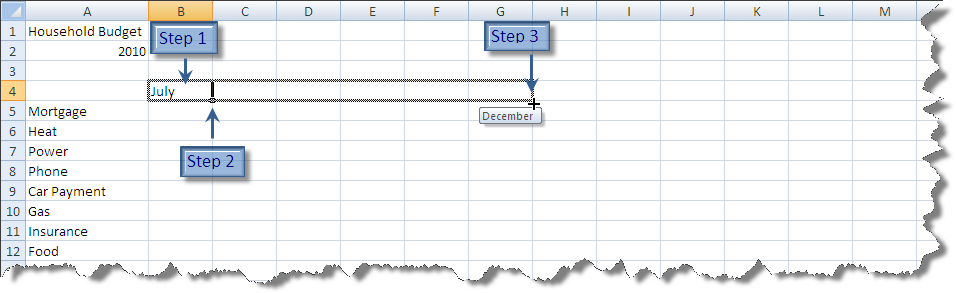 A B C D E F G H I J K L M
1 Household Budget
Step 1
Step 3
2 2010
3
4 July
December
5 Mortgage
6 Heat
7 Power
Step 2
8 Phone
9 Car Payment
10 Gas
11 Insurance
12 Food